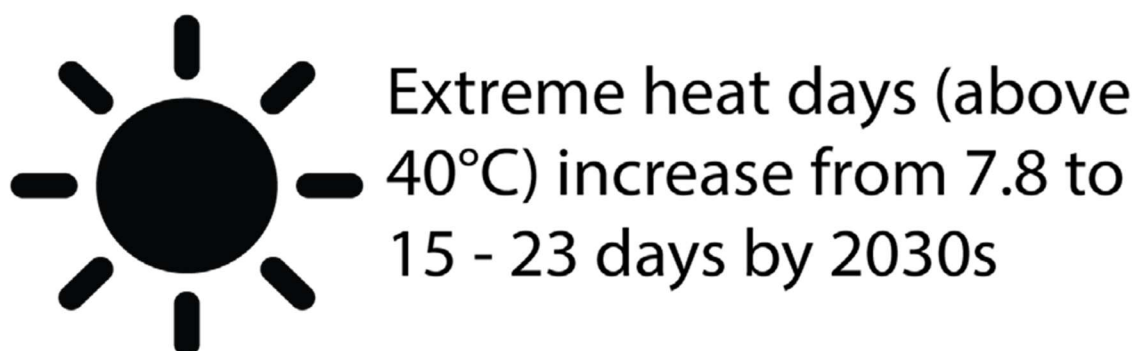 Extreme heat days (above
40°C) increase from 7.8 to
15 - 23 days by 2030s